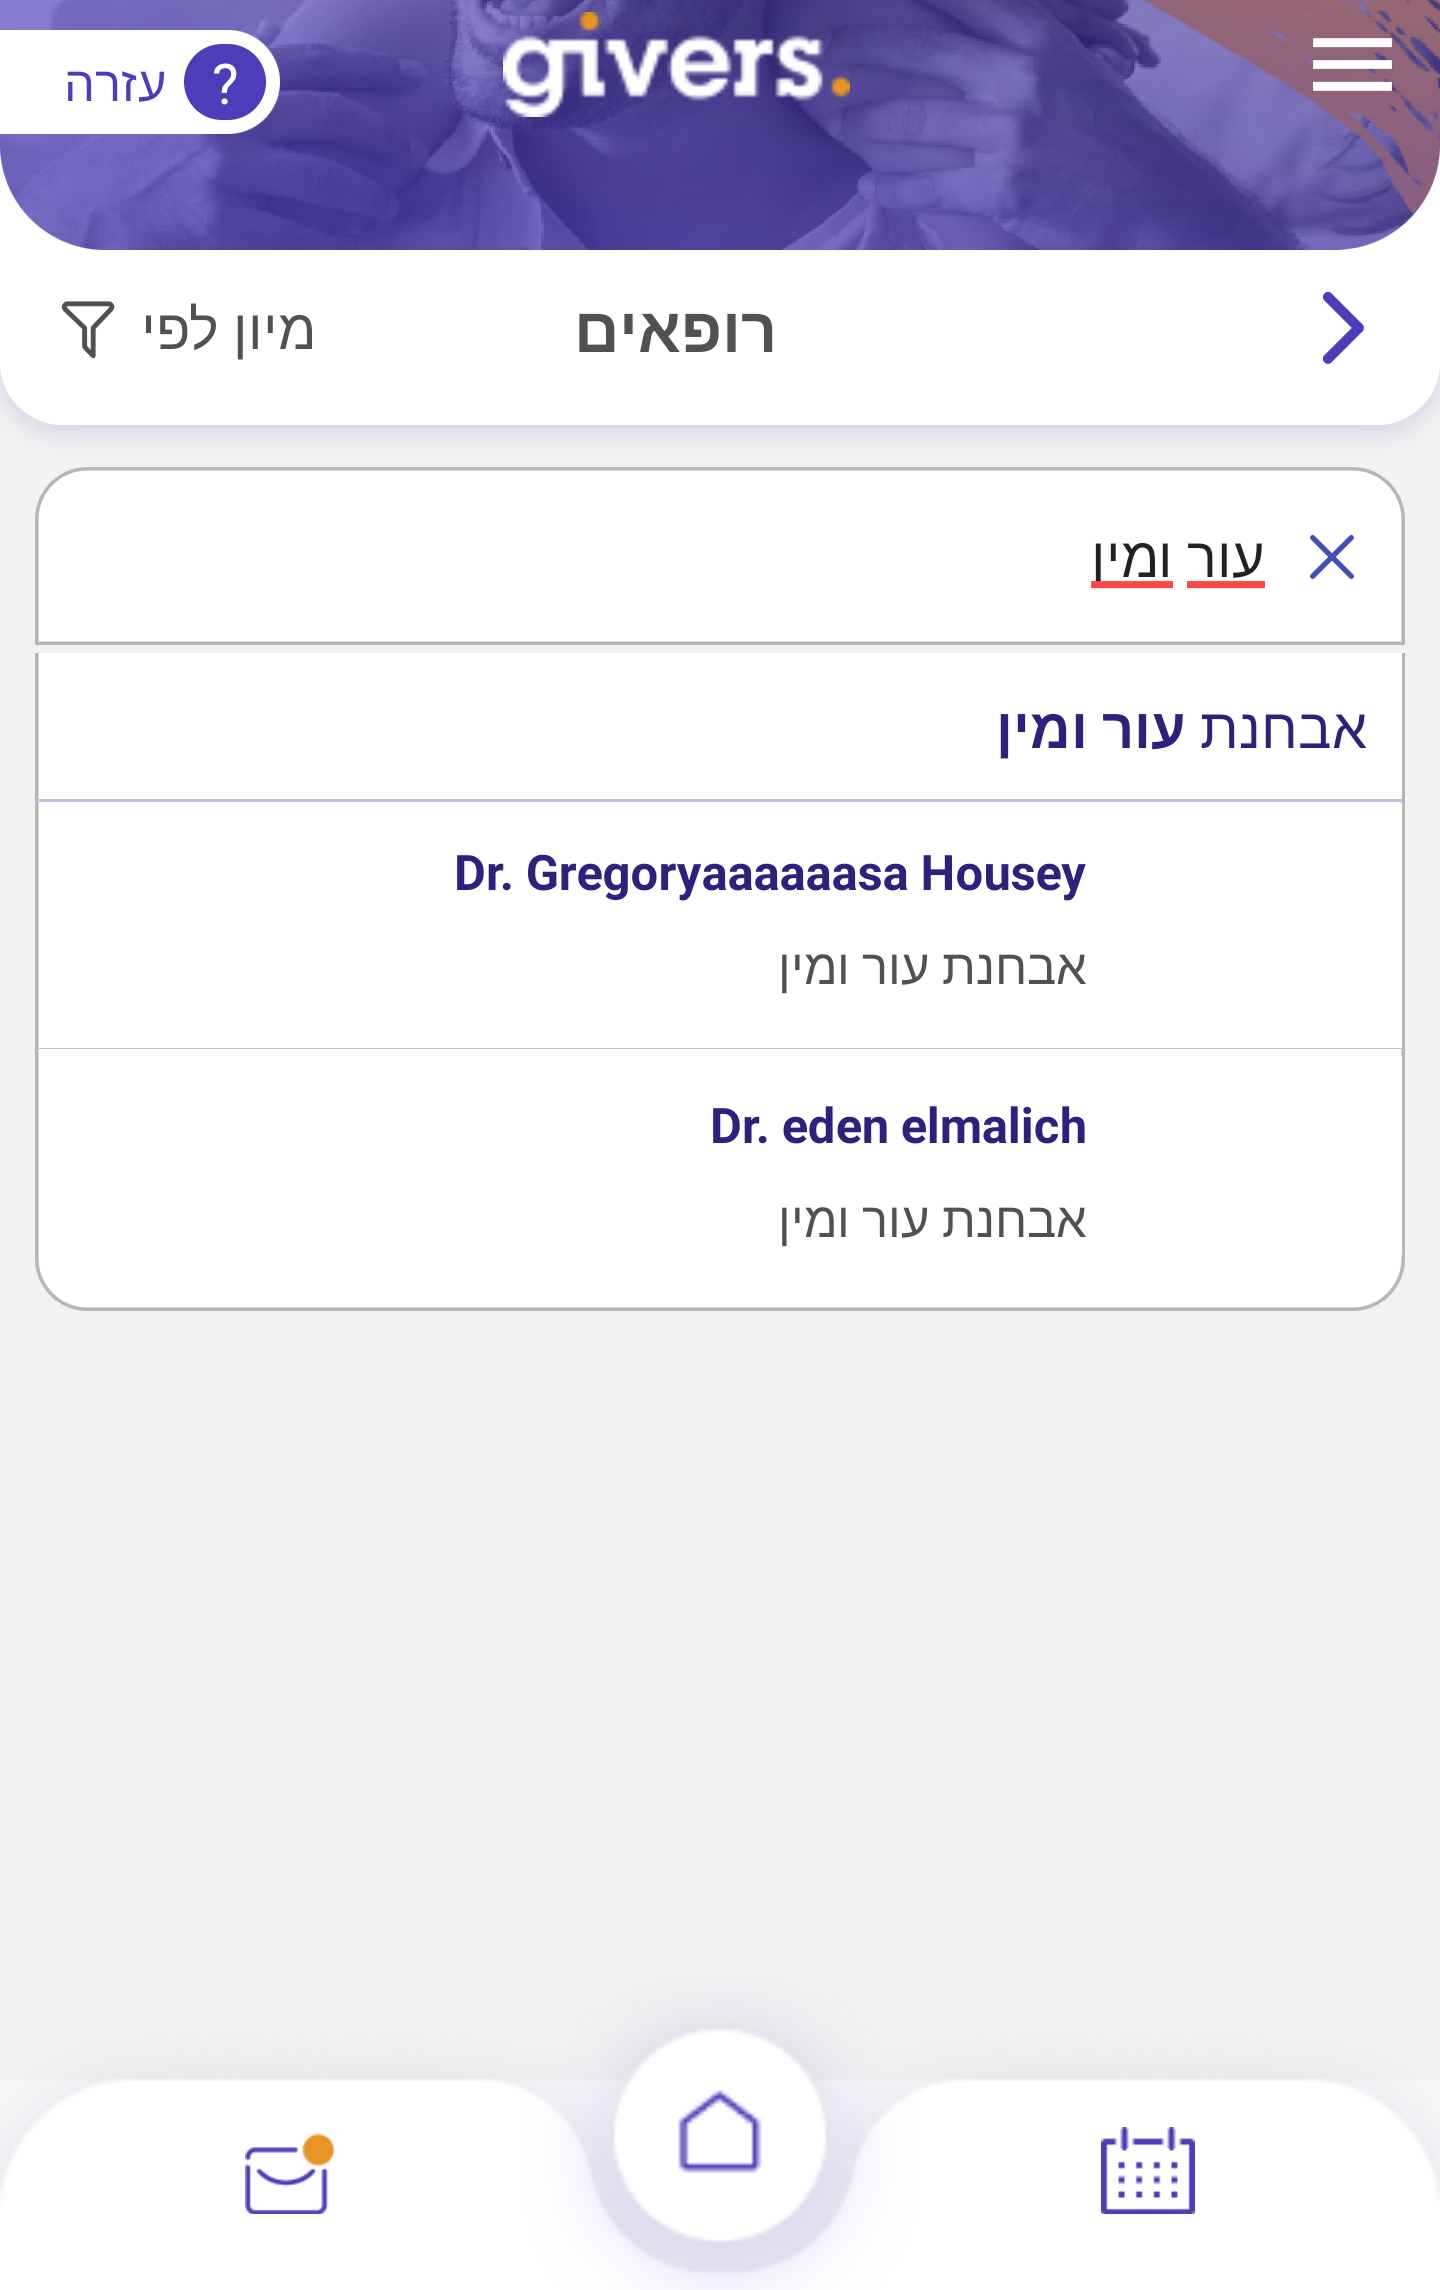 givers.
? עזרה
רופאים
מיון לפי
עור ומין
אבחנת עור ומין
Dr. Gregoryaaaaaasa Housey
אבחנת עור ומין
Dr. eden elmalich
אבחנת עור ומין